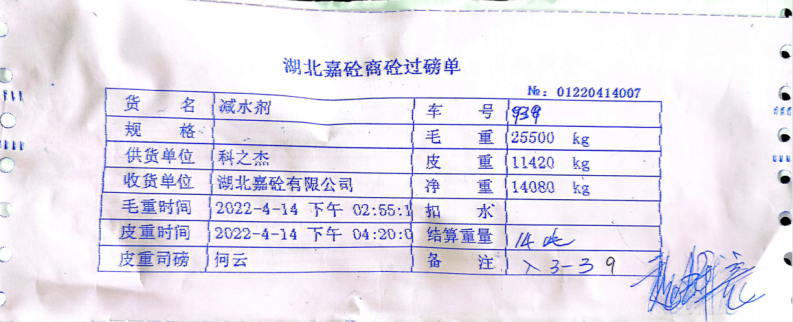 湖北嘉砼商砼过磅单
№: 01220414007
货 名 减水剂 车 号 939
规 格 毛 重 25500 kg
供货单位 科之杰 皮 重 11420 kg
收货单位 湖北嘉砼有限公司 净 重 14080 kg
毛重时间 2022-4-14 下午 02:55:1 扣 水
皮重时间 2022-4-14 下午 04:20:0 结算重量 14
皮重司磅 何云 备 注 入3-39